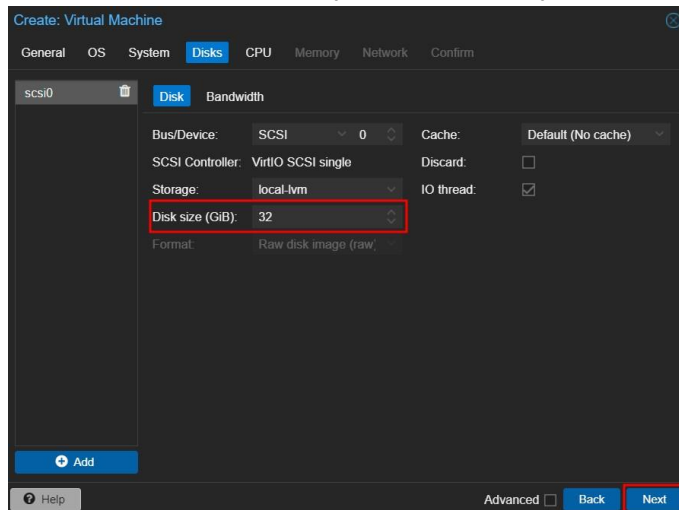 Create: Virtual Machine
General OS System Disks CPU Memory Network Confirm
scsi0
Disk Bandwidth
Bus/Device: SCSI 0 Cache: Default (No cache)
SCSI Controller: VirtIO SCSI single Discard:
Storage: local-lvm IO thread:
Disk size (GiB): 32
Format: Raw disk image (raw)
Add
Help Advanced Back Next